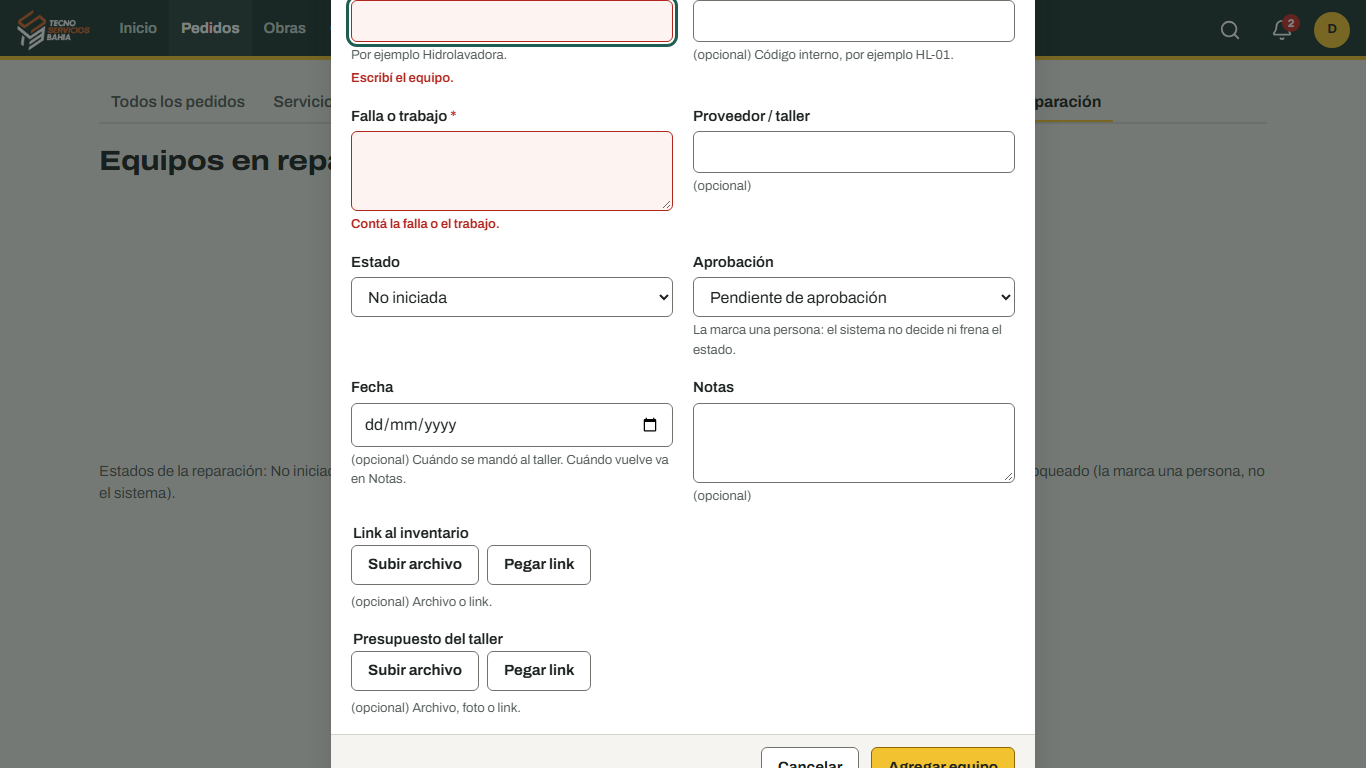 TECNO
SERVICIOS
BAHIA
Inicio
Pedidos
Obras
2
D
Todos los pedidos
Equipos en
Por ejemplo Hidrolavadora.
(opcional) Código interno, por ejemplo HL-01.
Escribí el equipo.
Falla o trabajo *
Proveedor / taller
(opcional)
Contá la falla o el trabajo.
Estado
Aprobación
No iniciada
Pendiente de aprobación
La marca una persona: el sistema no decide ni frena el
estado.
Fecha
Notas
dd/mm/yyyy
(opcional) Cuándo se mandó al taller. Cuándo vuelve va
en Notas.
(opcional)
Estados de la reparación: No
(la marca una persona, no
el sistema).
Link al inventario
Subir archivo
Pegar link
(opcional) Archivo o link.
Presupuesto del taller
Subir archivo
Pegar link
(opcional) Archivo, foto o link.
Cancelar
Agregar equipo